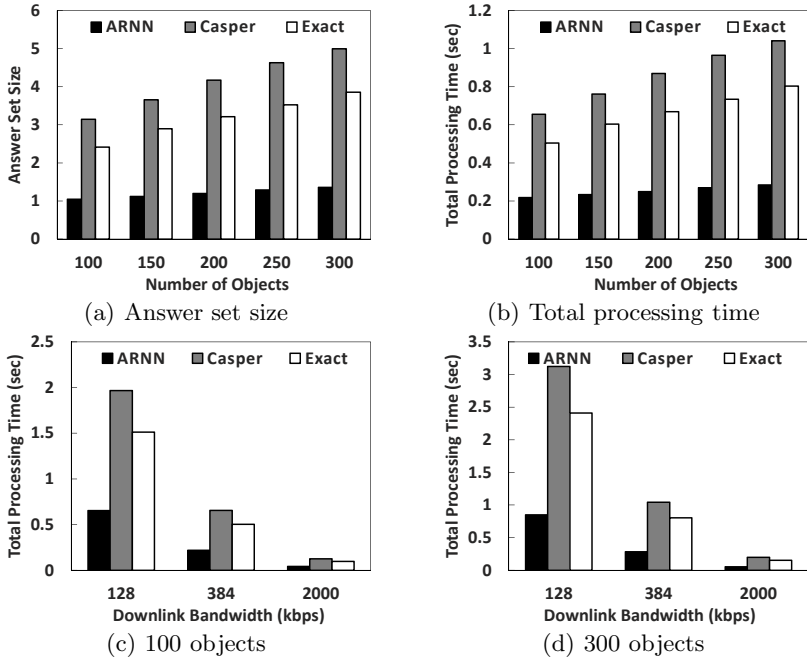 6
5
4
3
2
1
0
Answer Set Size
ARNN Casper Exact
100 150 200 250 300
Number of Objects
(a) Answer set size
1.2
1
0.8
0.6
0.4
0.2
0
Total Processing Time (sec)
ARNN Casper Exact
100 150 200 250 300
Number of Objects
(b) Total processing time
2.5
2
1.5
1
0.5
0
Total Processing Time (sec)
ARNN Casper Exact
128 384 2000
Downlink Bandwidth (kbps)
(c) 100 objects
3.5
3
2.5
2
1.5
1
0.5
0
Total Processing Time (sec)
ARNN Casper Exact
128 384 2000
Downlink Bandwidth (kbps)
(d) 300 objects